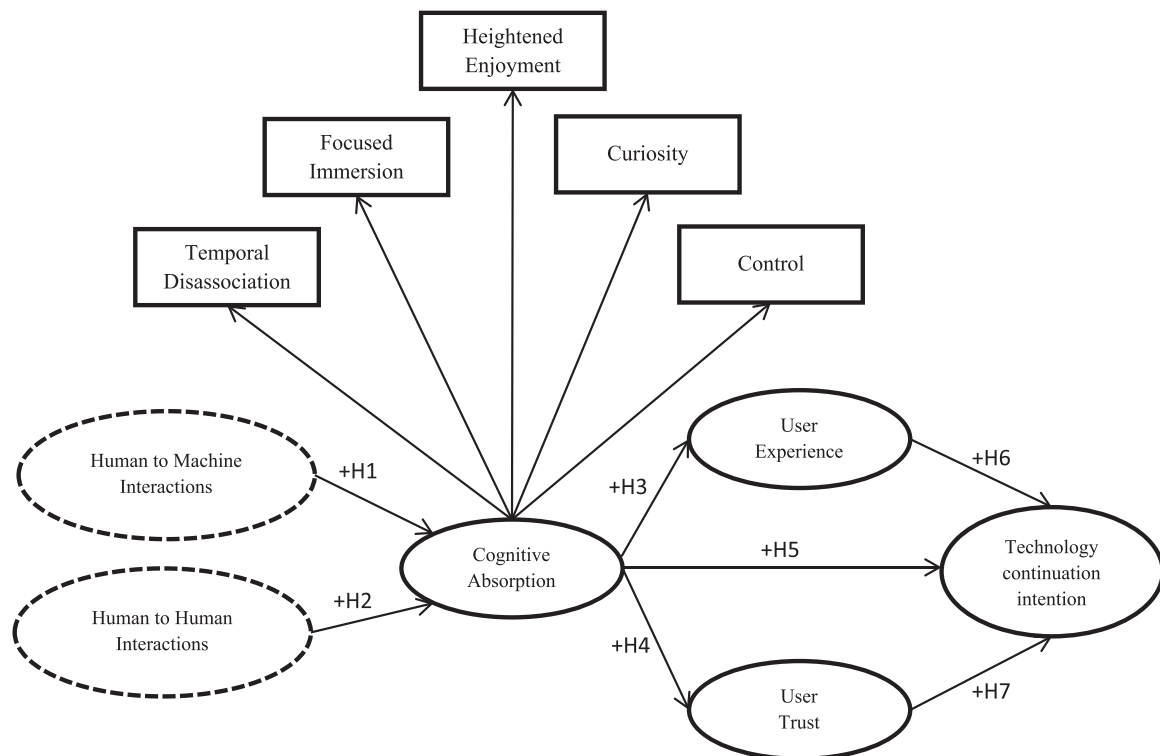 Heightened
Enjoyment
Focused
Immersion
Curiosity
Temporal
Disassociation
Control
User
Experience
Human to Machine
Interactions
+H1
+H6
+H3
Cognitive
Absorption
+H5
Technology
continuation
intention
Human to Human
Interactions
+H2
+H4
User
Trust
+H7